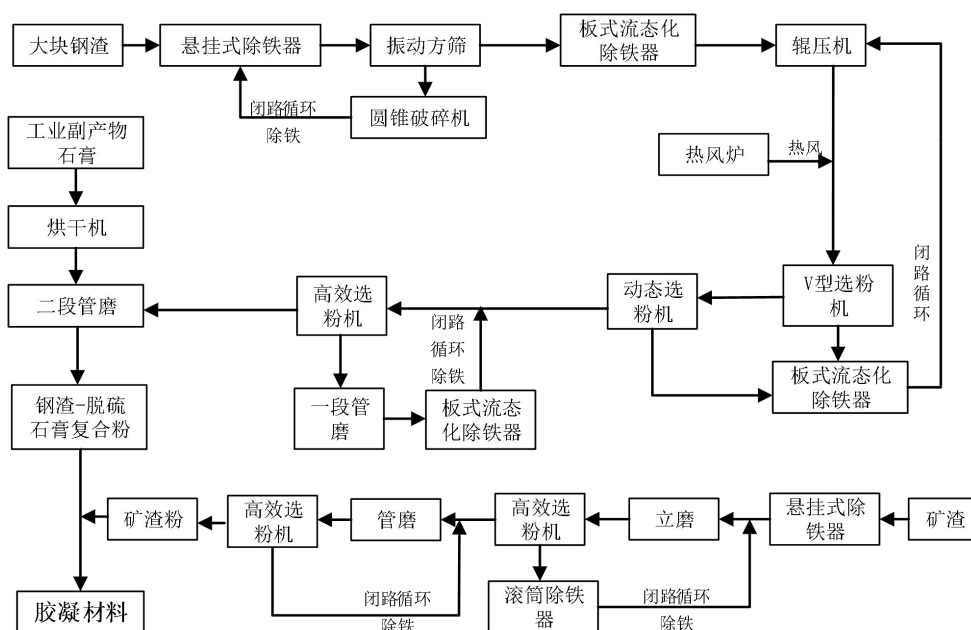 大块钢渣
悬挂式除铁器
振动方筛
板式流态化
除铁器
辊压机
闭路循环
除铁
圆锥破碎机
工业副产物
石膏
热风炉
热风
烘干机
闭
路
循
环
二段管磨
高效选
粉机
闭路
循环
除铁
动态选
粉机
V型选粉
机
板式流态化
除铁器
钢渣-脱硫
石膏复合粉
一段管
磨
板式流态
化除铁器
矿渣粉
高效选
粉机
管磨
高效选
粉机
立磨
悬挂式除
铁器
矿渣
闭路循环
除铁
滚筒除铁
器
闭路循环
除铁
胶凝材料